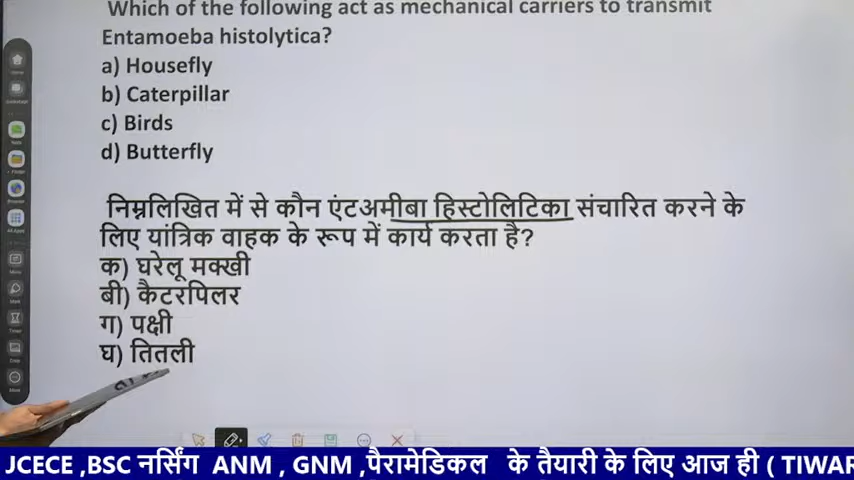 Which of the following act as mechanical carriers to transmit
Entamoeba histolytica?
a) Housefly
b) Caterpillar
c) Birds
d) Butterfly
निम्नलिखित में से कौन एंटअमीबा हिस्टोलिटिका संचारित करने के
लिए यांत्रिक वाहक के रूप में कार्य करता है?
क) घरेलू मक्खी
बी) कैटरपिलर
ग) पक्षी
घ) तितली
JCECE ,BSC नर्सिंग ANM , GNM ,पैरामेडिकल के तैयारी के लिए आज ही ( TIWAR